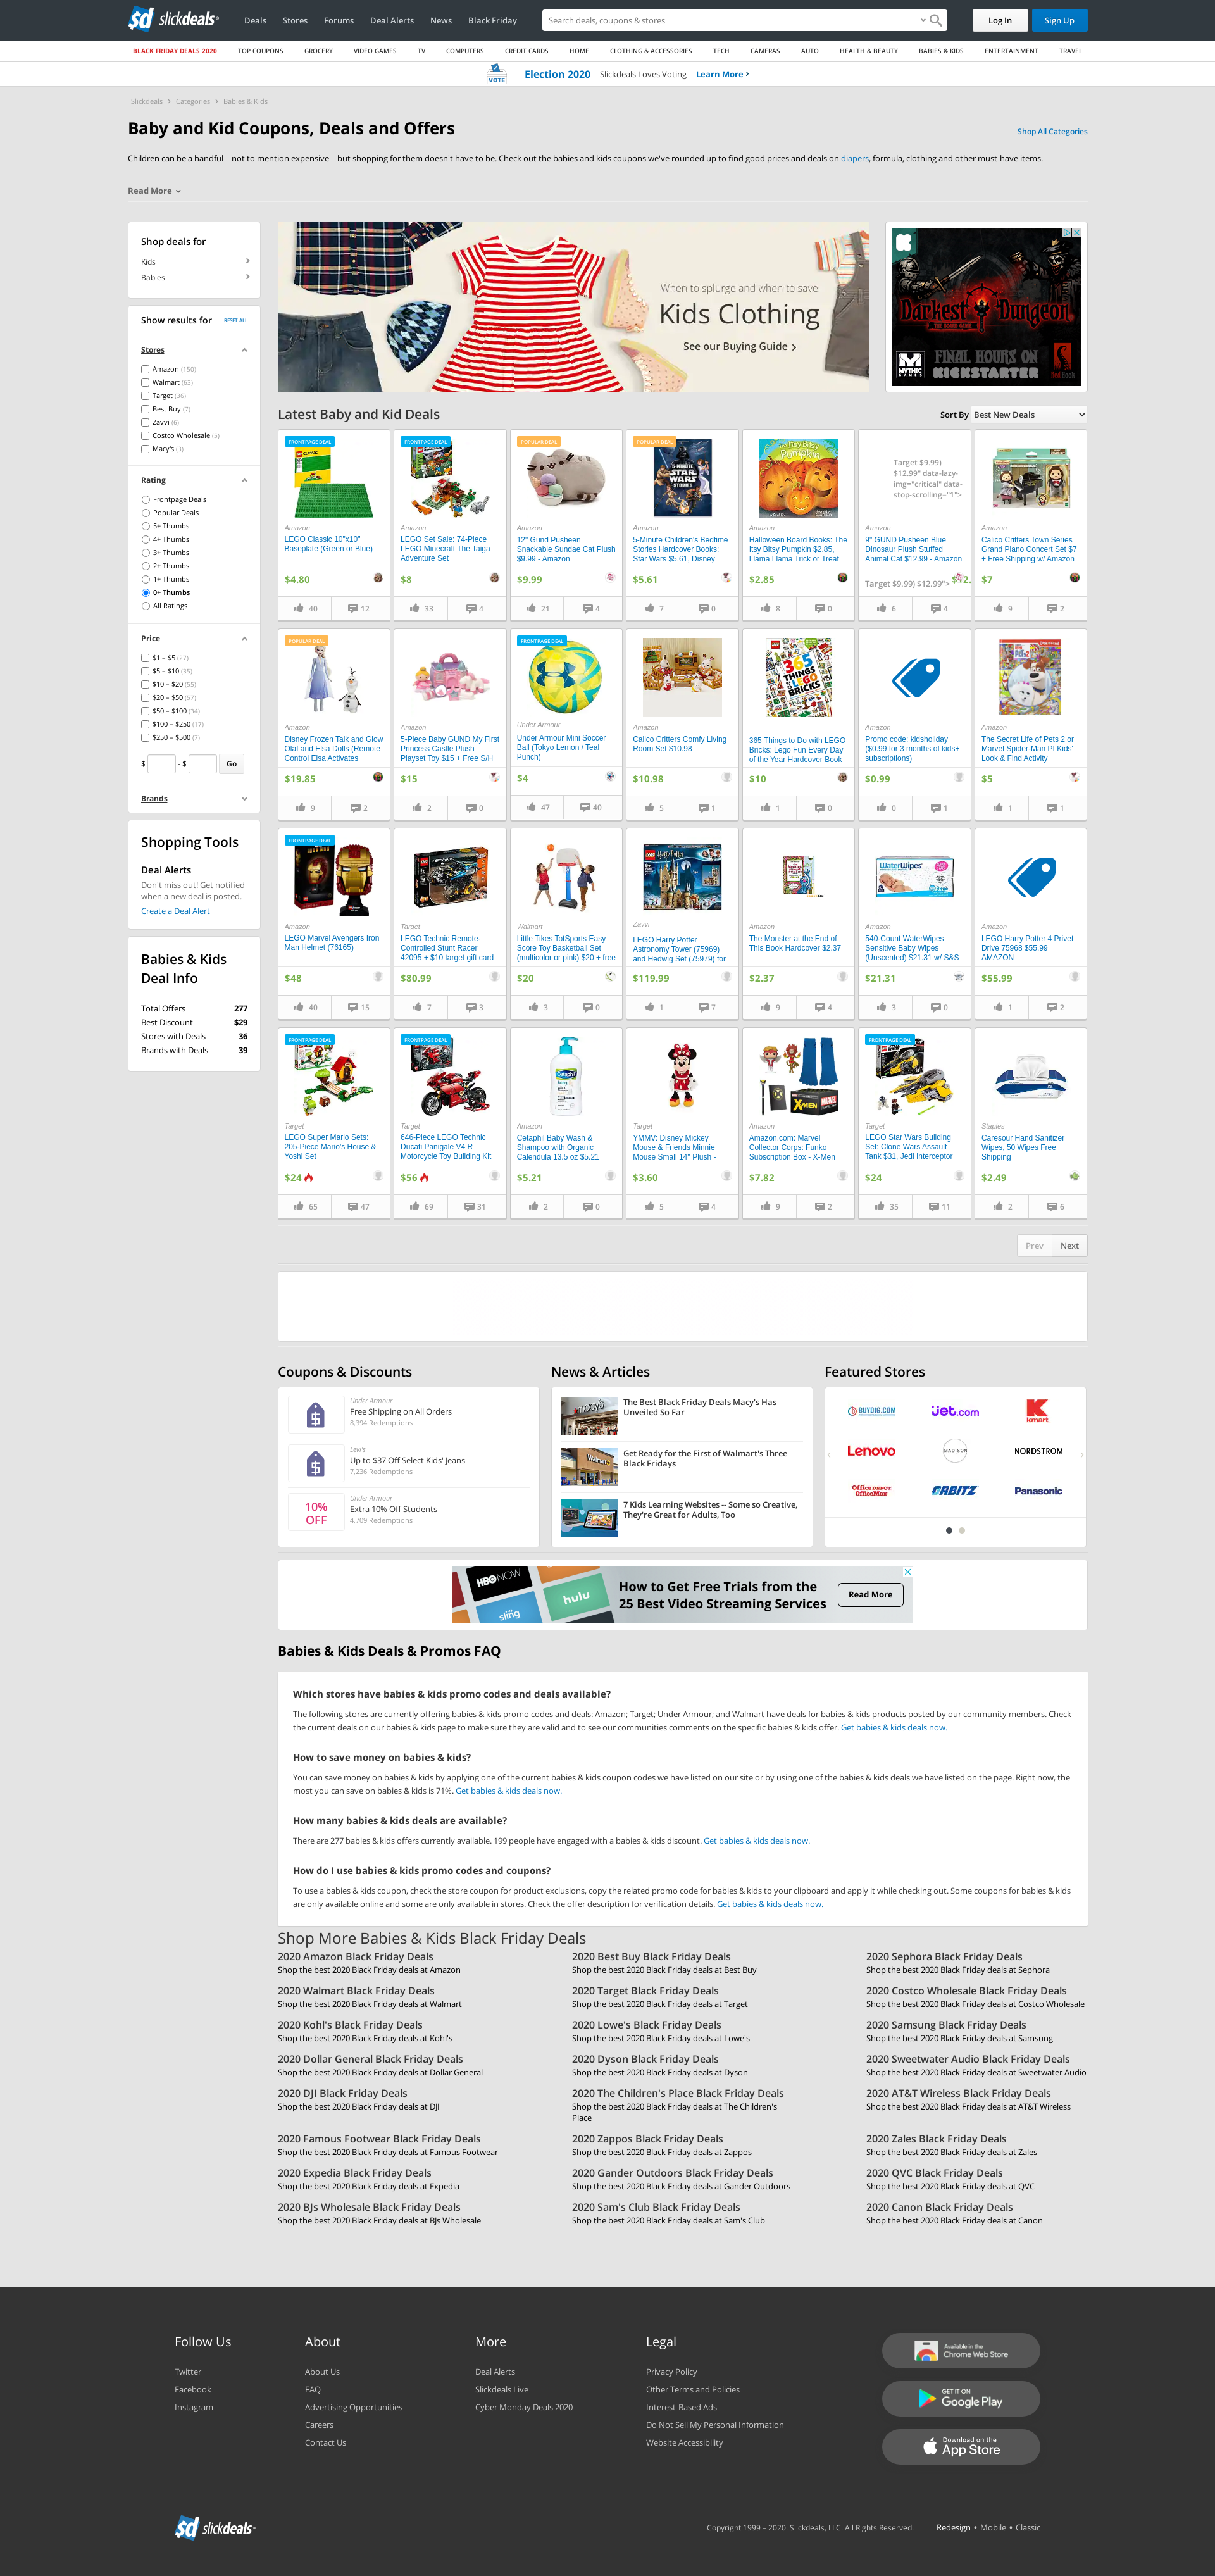 slickdeals
Deals Stores Forums Deal Alerts News Black Friday
Search deals, coupons & stores
Log In Sign Up
BLACK FRIDAY DEALS 2020 TOP COUPONS GROCERY VIDEO GAMES TV COMPUTERS CREDIT CARDS HOME CLOTHING & ACCESSORIES TECH CAMERAS AUTO HEALTH & BEAUTY BABIES & KIDS ENTERTAINMENT TRAVEL
VOTE Election 2020 Slickdeals Loves Voting Learn More
Slickdeals Categories Babies & Kids
Baby and Kid Coupons, Deals and Offers
Shop All Categories
Children can be a handful—not to mention expensive—but shopping for them doesn't have to be. Check out the babies and kids coupons we've rounded up to find good prices and deals on diapers, formula, clothing and other must-have items.
Read More
Shop deals for
Kids
Babies
Show results for RESET ALL
Stores
Amazon (150)
Walmart (63)
Target (36)
Best Buy (7)
Zavvi (6)
Costco Wholesale (5)
Macy's (3)
Rating
Frontpage Deals
Popular Deals
5+ Thumbs
4+ Thumbs
3+ Thumbs
2+ Thumbs
1+ Thumbs
0+ Thumbs
All Ratings
Price
$1 – $5 (27)
$5 – $10 (35)
$10 – $20 (55)
$20 – $50 (57)
$50 – $100 (34)
$100 – $250 (17)
$250 – $500 (7)
$ - $ Go
Brands
Shopping Tools
Deal Alerts
Don't miss out! Get notified
when a new deal is posted.
Create a Deal Alert
Babies & Kids
Deal Info
Total Offers 277
Best Discount $29
Stores with Deals 36
Brands with Deals 39
When to splurge and when to save.
Kids Clothing
See our Buying Guide
Darkest Dungeon
THE BOARD GAME
FINAL HOURS ON
KICKSTARTER
MYTHIC GAMES
Red Hook
Latest Baby and Kid Deals
Sort By Best New Deals
FRONTPAGE DEAL
Amazon
LEGO Classic 10"x10"
Baseplate (Green or Blue)
$4.80
40 12
FRONTPAGE DEAL
Amazon
LEGO Set Sale: 74-Piece
LEGO Minecraft The Taiga
Adventure Set
$8
33 4
POPULAR DEAL
Amazon
12" Gund Pusheen
Snackable Sundae Cat Plush
$9.99 - Amazon
$9.99
21 4
POPULAR DEAL
5-MINUTE STAR WARS STORIES
Amazon
5-Minute Children's Bedtime
Stories Hardcover Books:
Star Wars $5.61, Disney
$5.61
7 0
Itsy Bitsy Pumpkin
Amazon
Halloween Board Books: The
Itsy Bitsy Pumpkin $2.85,
Llama Llama Trick or Treat
$2.85
8 0
Target $9.99)
$12.99" data-lazy-
img="critical" data-
stop-scrolling="1">
Amazon
9" GUND Pusheen Blue
Dinosaur Plush Stuffed
Animal Cat $12.99 - Amazon
Target $9.99) $12.99">
6 4
Amazon
Calico Critters Town Series
Grand Piano Concert Set $7
+ Free Shipping w/ Amazon
$7
9 2
POPULAR DEAL
Amazon
Disney Frozen Talk and Glow
Olaf and Elsa Dolls (Remote
Control Elsa Activates
$19.85
9 2
Amazon
5-Piece Baby GUND My First
Princess Castle Plush
Playset Toy $15 + Free S/H
$15
2 0
FRONTPAGE DEAL
Under Armour
Under Armour Mini Soccer
Ball (Tokyo Lemon / Teal
Punch)
$4
47 40
Amazon
Calico Critters Comfy Living
Room Set $10.98
$10.98
5 1
365 THINGS TO DO WITH LEGO BRICKS
365 Things to Do with LEGO
Bricks: Lego Fun Every Day
of the Year Hardcover Book
$10
1 0
Amazon
Promo code: kidsholiday
($0.99 for 3 months of kids+
subscriptions)
$0.99
0 1
Amazon
The Secret Life of Pets 2 or
Marvel Spider-Man PI Kids'
Look & Find Activity
$5
1 1
FRONTPAGE DEAL
Amazon
LEGO Marvel Avengers Iron
Man Helmet (76165)
$48
40 15
Target
LEGO Technic Remote-
Controlled Stunt Racer
42095 + $10 target gift card
$80.99
7 3
Walmart
Little Tikes TotSports Easy
Score Toy Basketball Set
(multicolor or pink) $20 + free
$20
3 0
Zavvi
LEGO Harry Potter
Astronomy Tower (75969)
and Hedwig Set (75979) for
$119.99
1 7
Amazon
The Monster at the End of
This Book Hardcover $2.37
$2.37
9 4
WaterWipes
Amazon
540-Count WaterWipes
Sensitive Baby Wipes
(Unscented) $21.31 w/ S&S
$21.31
3 0
Amazon
LEGO Harry Potter 4 Privet
Drive 75968 $55.99
AMAZON
$55.99
1 2
FRONTPAGE DEAL
Target
LEGO Super Mario Sets:
205-Piece Mario's House &
Yoshi Set
$24
65 47
FRONTPAGE DEAL
Target
646-Piece LEGO Technic
Ducati Panigale V4 R
Motorcycle Toy Building Kit
$56
69 31
Cetaphil baby
Amazon
Cetaphil Baby Wash &
Shampoo with Organic
Calendula 13.5 oz $5.21
$5.21
2 0
Target
YMMV: Disney Mickey
Mouse & Friends Minnie
Mouse Small 14" Plush -
$3.60
5 4
X-MEN
Amazon
Amazon.com: Marvel
Collector Corps: Funko
Subscription Box - X-Men
$7.82
9 2
FRONTPAGE DEAL
Target
LEGO Star Wars Building
Set: Clone Wars Assault
Tank $31, Jedi Interceptor
$24
35 11
Staples
Caresour Hand Sanitizer
Wipes, 50 Wipes Free
Shipping
$2.49
2 6
Prev Next
Coupons & Discounts
Under Armour
Free Shipping on All Orders
8,394 Redemptions
Levi's
Up to $37 Off Select Kids' Jeans
7,236 Redemptions
10%
OFF
Under Armour
Extra 10% Off Students
4,709 Redemptions
News & Articles
The Best Black Friday Deals Macy's Has
Unveiled So Far
Get Ready for the First of Walmart's Three
Black Fridays
7 Kids Learning Websites -- Some so Creative,
They're Great for Adults, Too
Featured Stores
BUYDIG.COM Jet.com Kmart
Lenovo MADISON NORDSTROM
Office DEPOT OfficeMax ORBITZ Panasonic
HBO NOW
sling
hulu
How to Get Free Trials from the
25 Best Video Streaming Services
Read More
Babies & Kids Deals & Promos FAQ
Which stores have babies & kids promo codes and deals available?
The following stores are currently offering babies & kids promo codes and deals: Amazon; Target; Under Armour; and Walmart have deals for babies & kids products posted by our community members. Check
the current deals on our babies & kids page to make sure they are valid and to see our communities comments on the specific babies & kids offer. Get babies & kids deals now.
How to save money on babies & kids?
You can save money on babies & kids by applying one of the current babies & kids coupon codes we have listed on our site or by using one of the babies & kids deals we have listed on the page. Right now, the
most you can save on babies & kids is 71%. Get babies & kids deals now.
How many babies & kids deals are available?
There are 277 babies & kids offers currently available. 199 people have engaged with a babies & kids discount. Get babies & kids deals now.
How do I use babies & kids promo codes and coupons?
To use a babies & kids coupon, check the store coupon for product exclusions, copy the related promo code for babies & kids to your clipboard and apply it while checking out. Some coupons for babies & kids
are only available online and some are only available in stores. Check the offer description for verification details. Get babies & kids deals now.
Shop More Babies & Kids Black Friday Deals
2020 Amazon Black Friday Deals 2020 Best Buy Black Friday Deals 2020 Sephora Black Friday Deals
Shop the best 2020 Black Friday deals at Amazon Shop the best 2020 Black Friday deals at Best Buy Shop the best 2020 Black Friday deals at Sephora
2020 Walmart Black Friday Deals 2020 Target Black Friday Deals 2020 Costco Wholesale Black Friday Deals
Shop the best 2020 Black Friday deals at Walmart Shop the best 2020 Black Friday deals at Target Shop the best 2020 Black Friday deals at Costco Wholesale
2020 Kohl's Black Friday Deals 2020 Lowe's Black Friday Deals 2020 Samsung Black Friday Deals
Shop the best 2020 Black Friday deals at Kohl's Shop the best 2020 Black Friday deals at Lowe's Shop the best 2020 Black Friday deals at Samsung
2020 Dollar General Black Friday Deals 2020 Dyson Black Friday Deals 2020 Sweetwater Audio Black Friday Deals
Shop the best 2020 Black Friday deals at Dollar General Shop the best 2020 Black Friday deals at Dyson Shop the best 2020 Black Friday deals at Sweetwater Audio
2020 DJI Black Friday Deals 2020 The Children's Place Black Friday Deals 2020 AT&T Wireless Black Friday Deals
Shop the best 2020 Black Friday deals at DJI Shop the best 2020 Black Friday deals at The Children's Shop the best 2020 Black Friday deals at AT&T Wireless
Place
2020 Famous Footwear Black Friday Deals 2020 Zappos Black Friday Deals 2020 Zales Black Friday Deals
Shop the best 2020 Black Friday deals at Famous Footwear Shop the best 2020 Black Friday deals at Zappos Shop the best 2020 Black Friday deals at Zales
2020 Expedia Black Friday Deals 2020 Gander Outdoors Black Friday Deals 2020 QVC Black Friday Deals
Shop the best 2020 Black Friday deals at Expedia Shop the best 2020 Black Friday deals at Gander Outdoors Shop the best 2020 Black Friday deals at QVC
2020 BJs Wholesale Black Friday Deals 2020 Sam's Club Black Friday Deals 2020 Canon Black Friday Deals
Shop the best 2020 Black Friday deals at BJs Wholesale Shop the best 2020 Black Friday deals at Sam's Club Shop the best 2020 Black Friday deals at Canon
Follow Us
Twitter
Facebook
Instagram
About
About Us
FAQ
Advertising Opportunities
Careers
Contact Us
More
Deal Alerts
Slickdeals Live
Cyber Monday Deals 2020
Legal
Privacy Policy
Other Terms and Policies
Interest-Based Ads
Do Not Sell My Personal Information
Website Accessibility
Available in the
Chrome Web Store
GET IT ON
Google Play
Download on the
App Store
slickdeals
Copyright 1999 – 2020. Slickdeals, LLC. All Rights Reserved. Redesign • Mobile • Classic